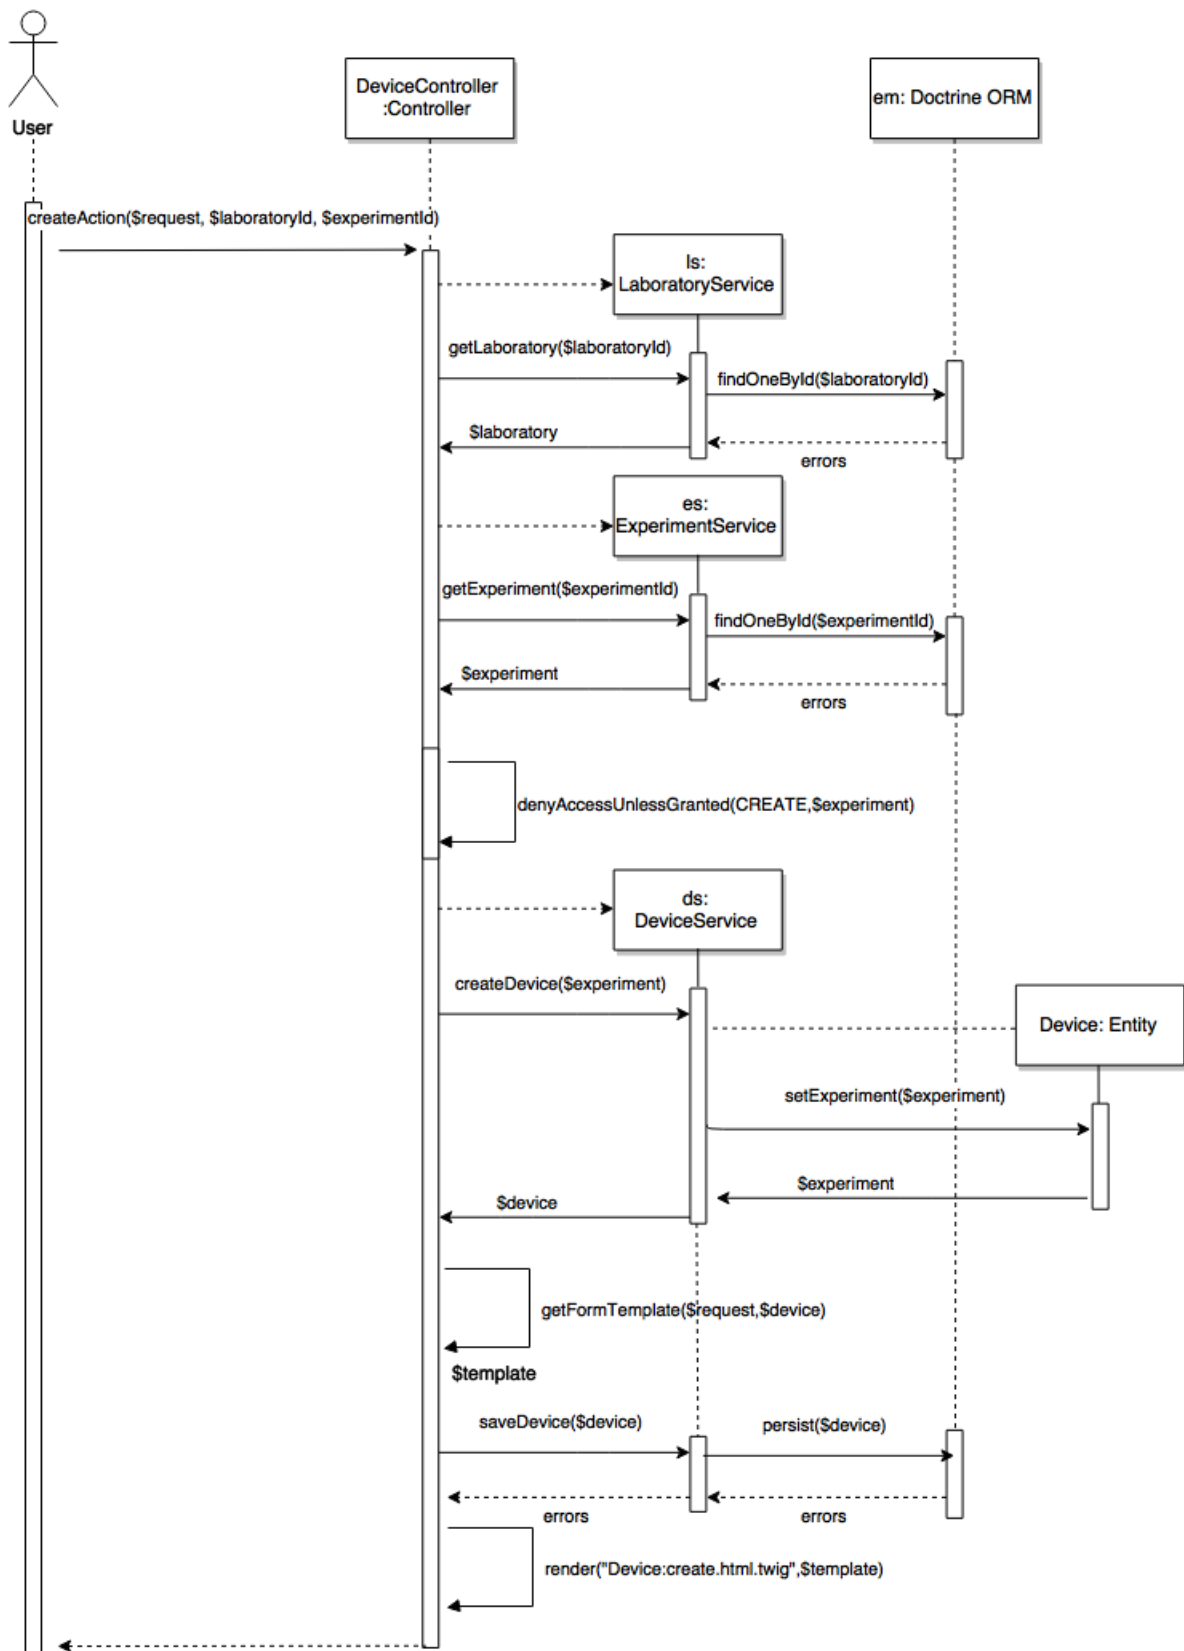 User
DeviceController
:Controller
em: Doctrine ORM
createAction($request, $laboratoryId, $experimentId)
ls:
LaboratoryService
getLaboratory($laboratoryId)
findOneById($laboratoryId)
$laboratory
errors
es:
ExperimentService
getExperiment($experimentId)
findOneById($experimentId)
$experiment
errors
denyAccessUnlessGranted(CREATE,$experiment)
ds:
DeviceService
createDevice($experiment)
Device: Entity
setExperiment($experiment)
$experiment
$device
getFormTemplate($request,$device)
$template
saveDevice($device)
persist($device)
errors
errors
render("Device:create.html.twig",$template)